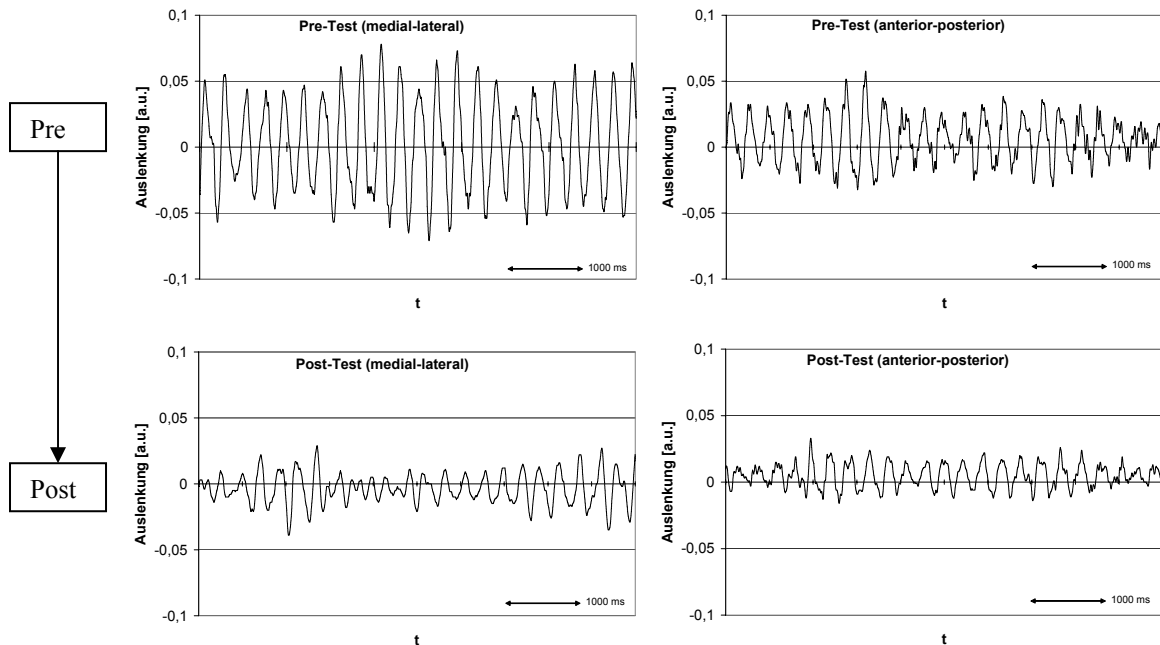 Pre
Post
Pre-Test (medial-lateral)
0,1
0,05
0
-0,05
-0,1
Auslenkung [a.u.]
1000 ms
t
Pre-Test (anterior-posterior)
0,1
0,05
0
-0,05
-0,1
Auslenkung [a.u.]
1000 ms
t
Post-Test (medial-lateral)
0,1
0,05
0
-0,05
-0,1
Auslenkung [a.u.]
1000 ms
t
Post-Test (anterior-posterior)
0,1
0,05
0
-0,05
-0,1
Auslenkung [a.u.]
1000 ms
t